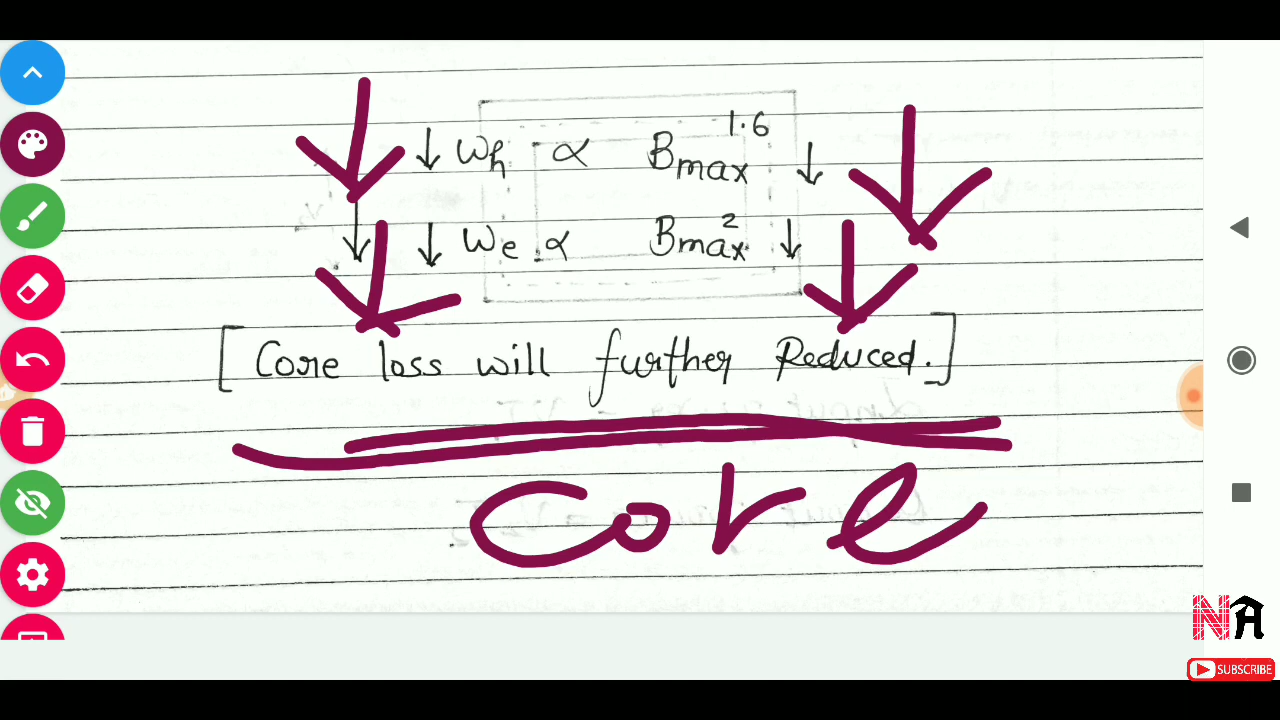 ↓ Wh ∝ Bmax^1.6 ↓
↓ ↓ We ∝ Bmax^2 ↓
[Core loss will further Reduced.]
Core
NA
SUBSCRIBE